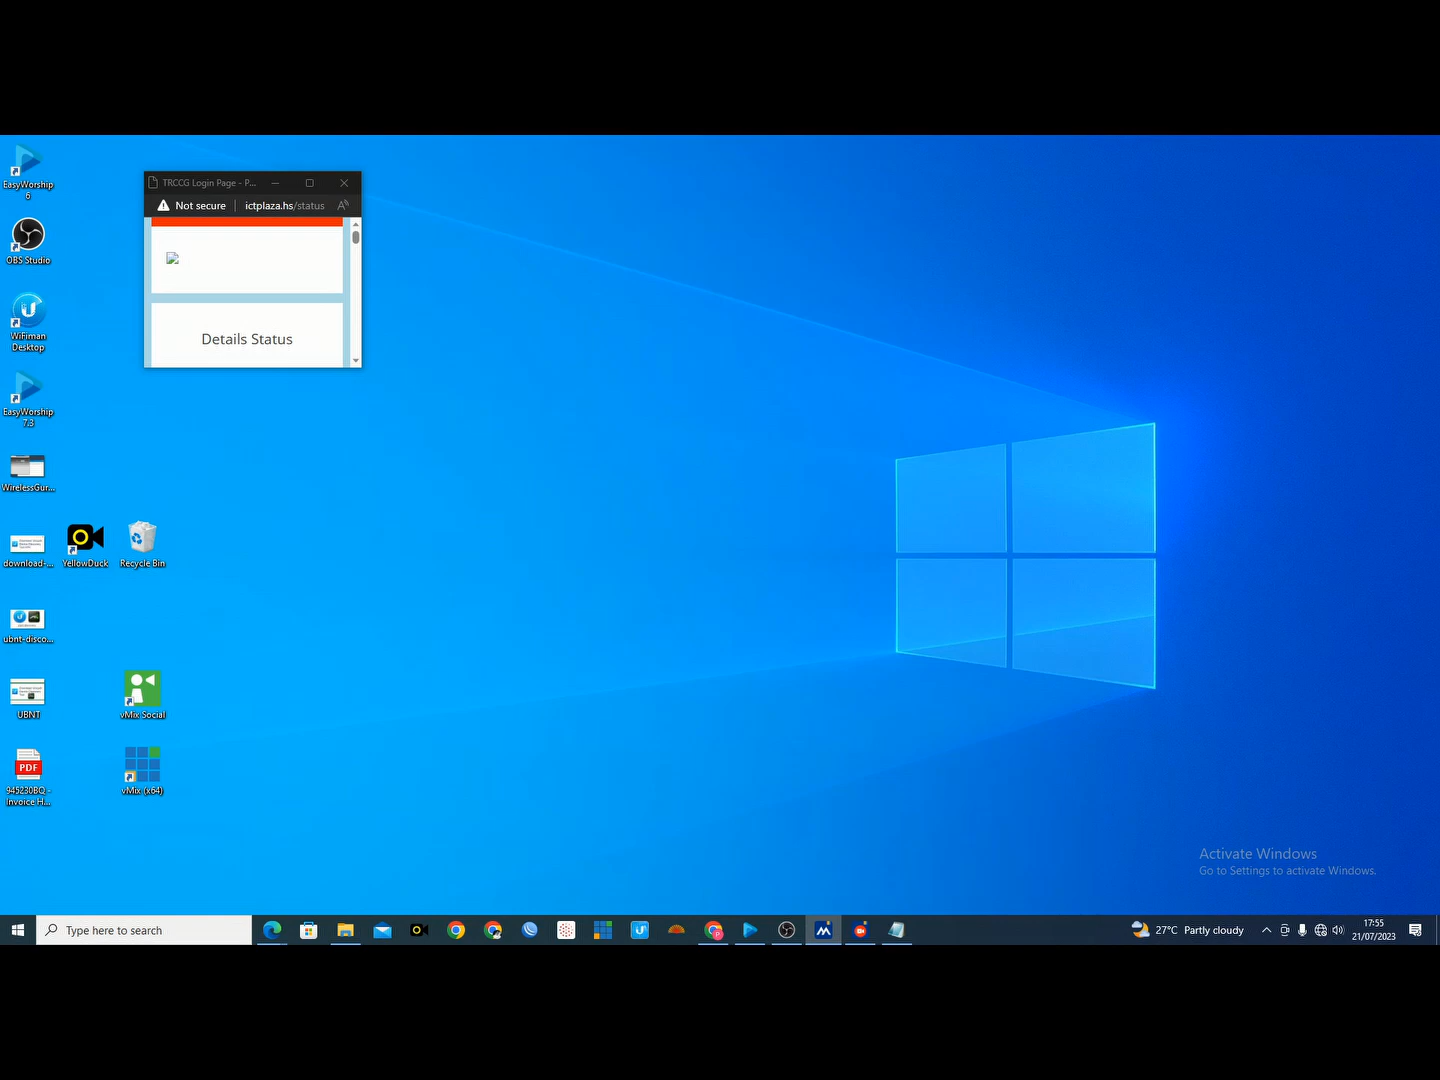 EasyWorship
6
OBS Studio
WiFiman
Desktop
EasyWorship
7.3
WirelessGur...
download-...
YellowDuck
Recycle Bin
ubnt-disco...
UBNT
vMix Social
PDF
945230BQ -
Invoice H...
vMix (x64)
TRCCG Login Page - P...
Not secure
ictplaza.hs/status
Details Status
Activate Windows
Go to Settings to activate Windows.
Type here to search
27°C Partly cloudy
17:55
21/07/2023